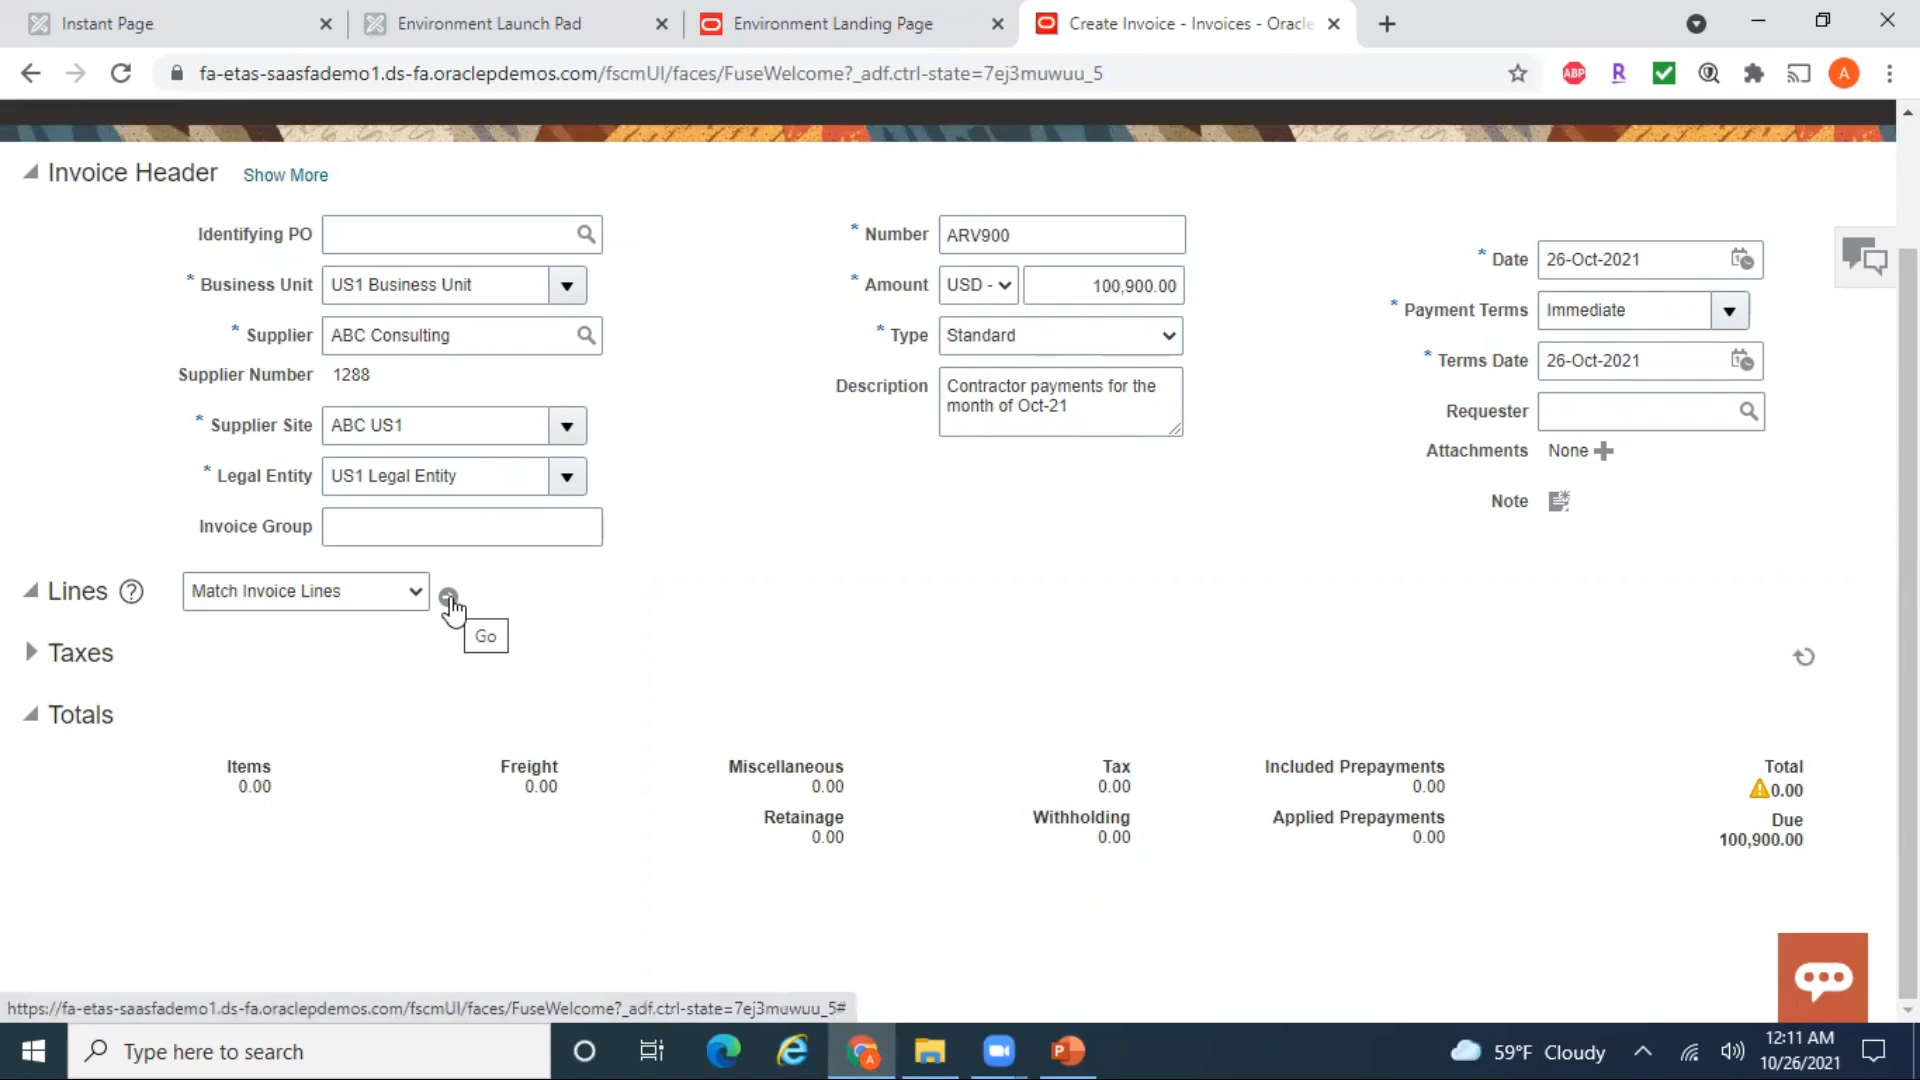 Instant Page
Environment Launch Pad
Environment Landing Page
Create Invoice - Invoices - Oracle
fa-etas-saasfademo1.ds-fa.oraclepdemos.com/fscmUI/faces/FuseWelcome?_adf.ctrl-state=7ej3muwuu_5
ABP
R
A
Invoice Header
Show More
Identifying PO
* Business Unit US1 Business Unit
* Supplier ABC Consulting
Supplier Number 1288
* Supplier Site ABC US1
* Legal Entity US1 Legal Entity
Invoice Group
* Number ARV900
* Amount USD - 100,900.00
* Type Standard
Description Contractor payments for the
month of Oct-21
* Date 26-Oct-2021
* Payment Terms Immediate
* Terms Date 26-Oct-2021
Requester
Attachments None
Note
Lines ? Match Invoice Lines
Go
Taxes
Totals
Items
0.00
Freight
0.00
Miscellaneous
0.00
Retainage
0.00
Tax
0.00
Withholding
0.00
Included Prepayments
0.00
Applied Prepayments
0.00
Total
0.00
Due
100,900.00
https://fa-etas-saasfademo1.ds-fa.oraclepdemos.com/fscmUI/faces/FuseWelcome?_adf.ctrl-state=7ej3muwuu_5#
Type here to search
59°F Cloudy
12:11 AM
10/26/2021